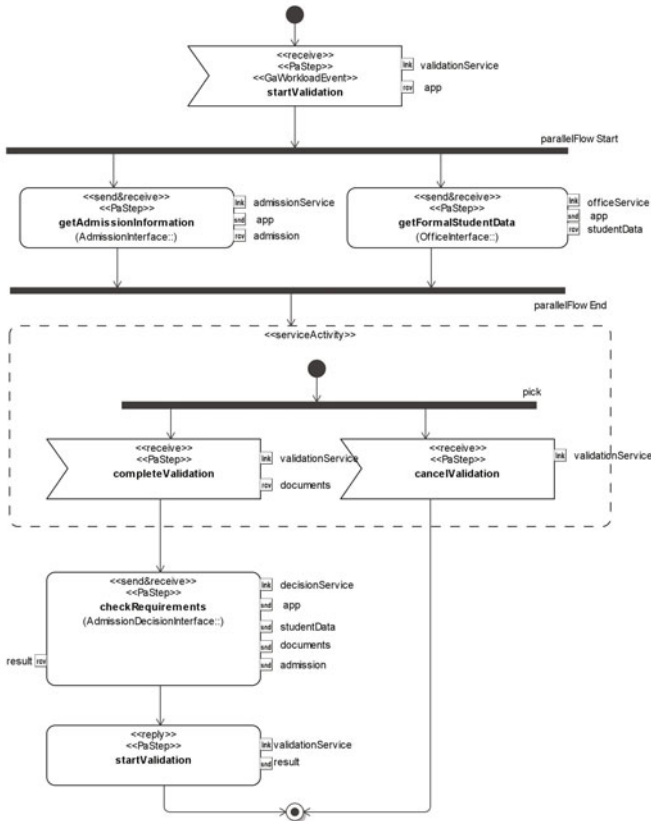 <<receive>>
<<PaStep>>
<<GaWorkloadEvent>>
startValidation
lnk validationService
rcv app
parallelFlow Start
<<send&receive>>
<<PaStep>>
getAdmissionInformation
(AdmissionInterface::)
lnk admissionService
snd app
rcv admission
<<send&receive>>
<<PaStep>>
getFormalStudentData
(OfficeInterface::)
lnk officeService
snd app
rcv studentData
parallelFlow End
<<serviceActivity>>
pick
<<receive>>
<<PaStep>>
completeValidation
lnk validationService
rcv documents
<<receive>>
<<PaStep>>
cancelValidation
lnk validationService
<<send&receive>>
<<PaStep>>
checkRequirements
(AdmissionDecisionInterface::)
lnk decisionService
snd app
snd studentData
snd documents
snd admission
result rcv
<<reply>>
<<PaStep>>
startValidation
lnk validationService
snd result